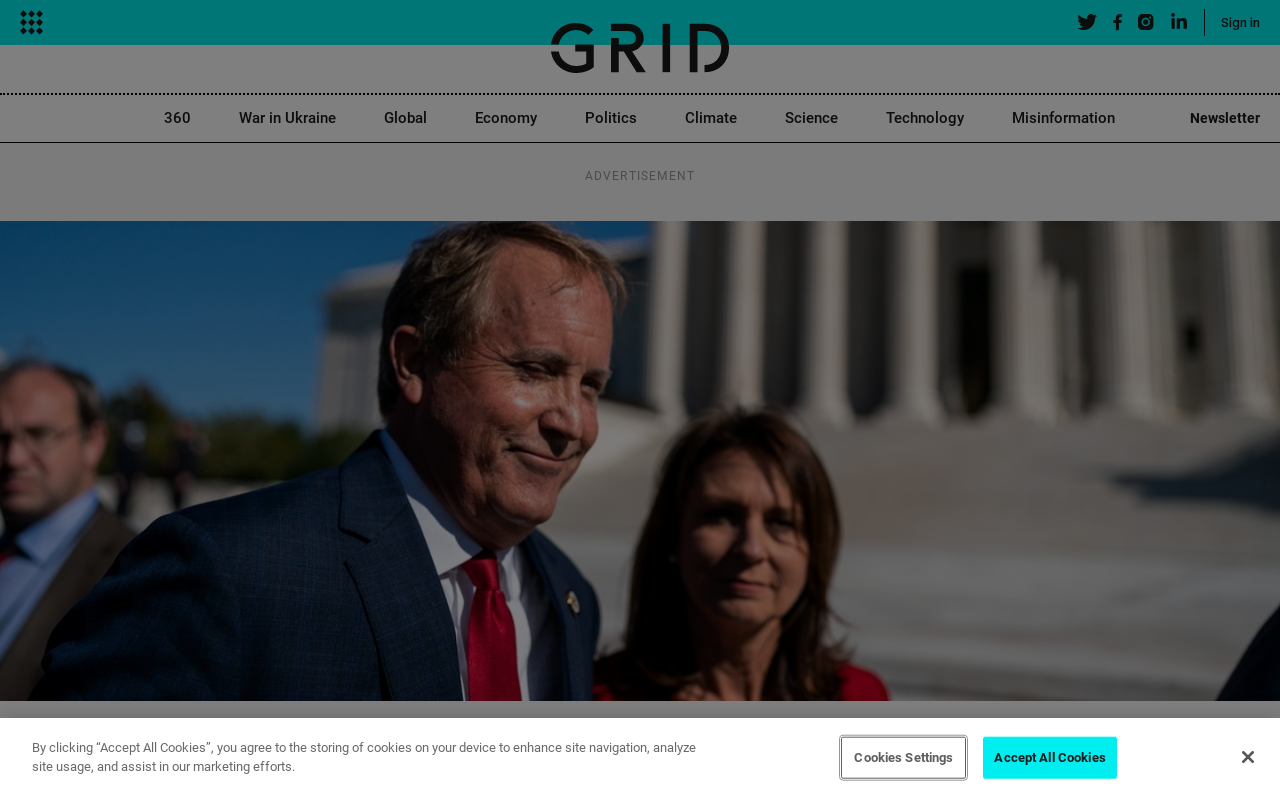 Sign in
GRID
360
War in Ukraine
Global
Economy
Politics
Climate
Science
Technology
Misinformation
Newsletter
ADVERTISEMENT
By clicking “Accept All Cookies”, you agree to the storing of cookies on your device to enhance site navigation, analyze
site usage, and assist in our marketing efforts.
Cookies Settings
Accept All Cookies